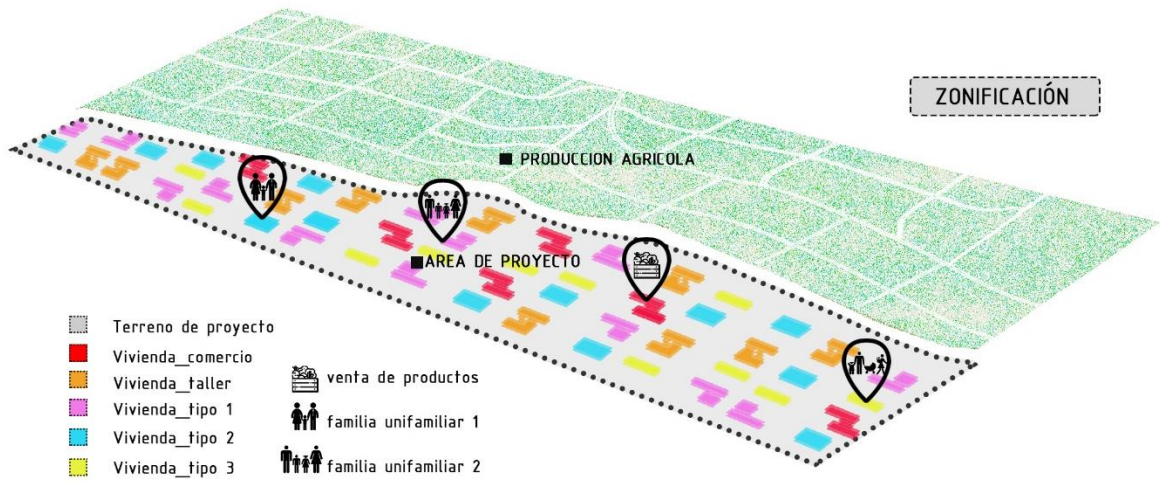 ZONIFICACIÓN
PRODUCCION AGRICOLA
AREA DE PROYECTO
Terreno de proyecto
Vivienda_comercio
Vivienda_taller
Vivienda_tipo 1
Vivienda_tipo 2
Vivienda_tipo 3
venta de productos
familia unifamiliar 1
familia unifamiliar 2